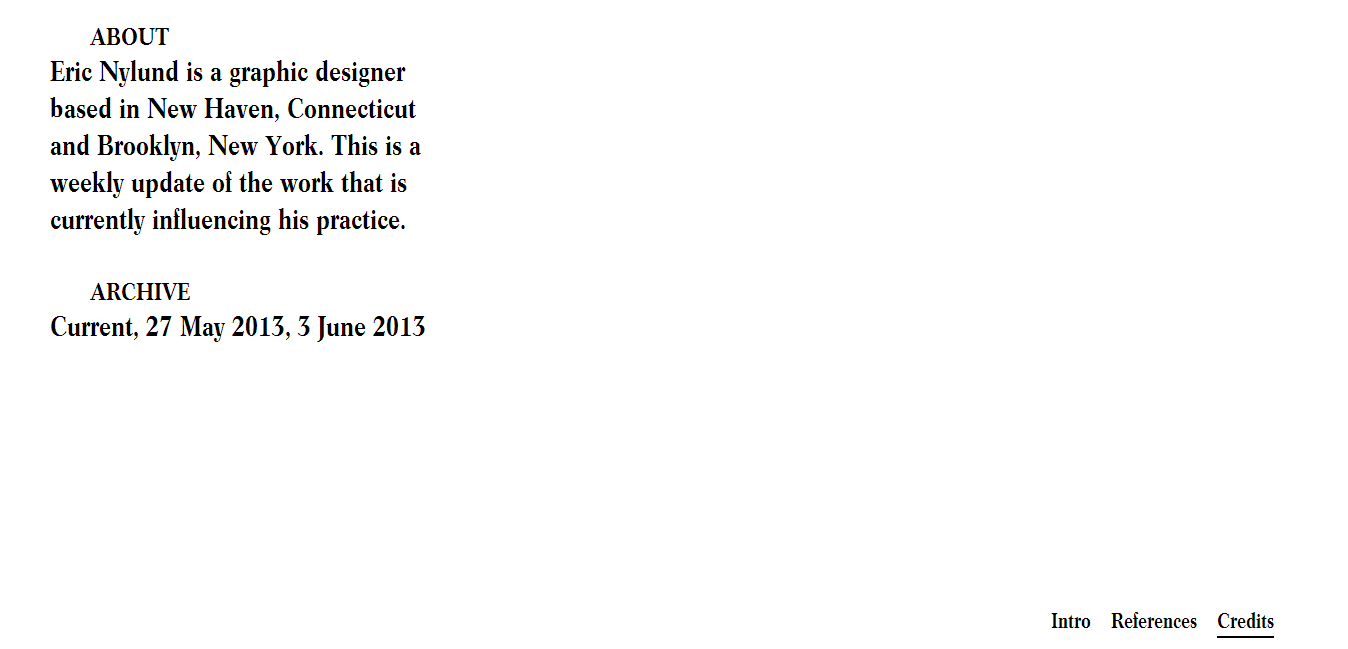 ABOUT
Eric Nylund is a graphic designer
based in New Haven, Connecticut
and Brooklyn, New York. This is a
weekly update of the work that is
currently influencing his practice.
ARCHIVE
Current, 27 May 2013, 3 June 2013
Intro References Credits